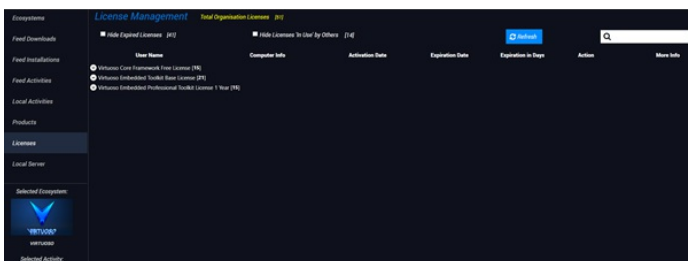 Ecosystems
Feed Downloads
Feed Installations
Feed Activities
Local Activities
Products
Licenses
Local Server
Selected Ecosystem:
VIRTUOSO
VIRTUOSO
Selected Activity:
License Management Total Organisation Licenses [51]
Hide Expired Licenses [41] Hide Licenses 'In Use' by Others [14] Refresh
User Name Computer Info Activation Date Expiration Date Expiration in Days Action More Info
Virtuoso Core Framework Free License [15]
Virtuoso Embedded Toolkit Base License [21]
Virtuoso Embedded Professional Toolkit License 1 Year [15]